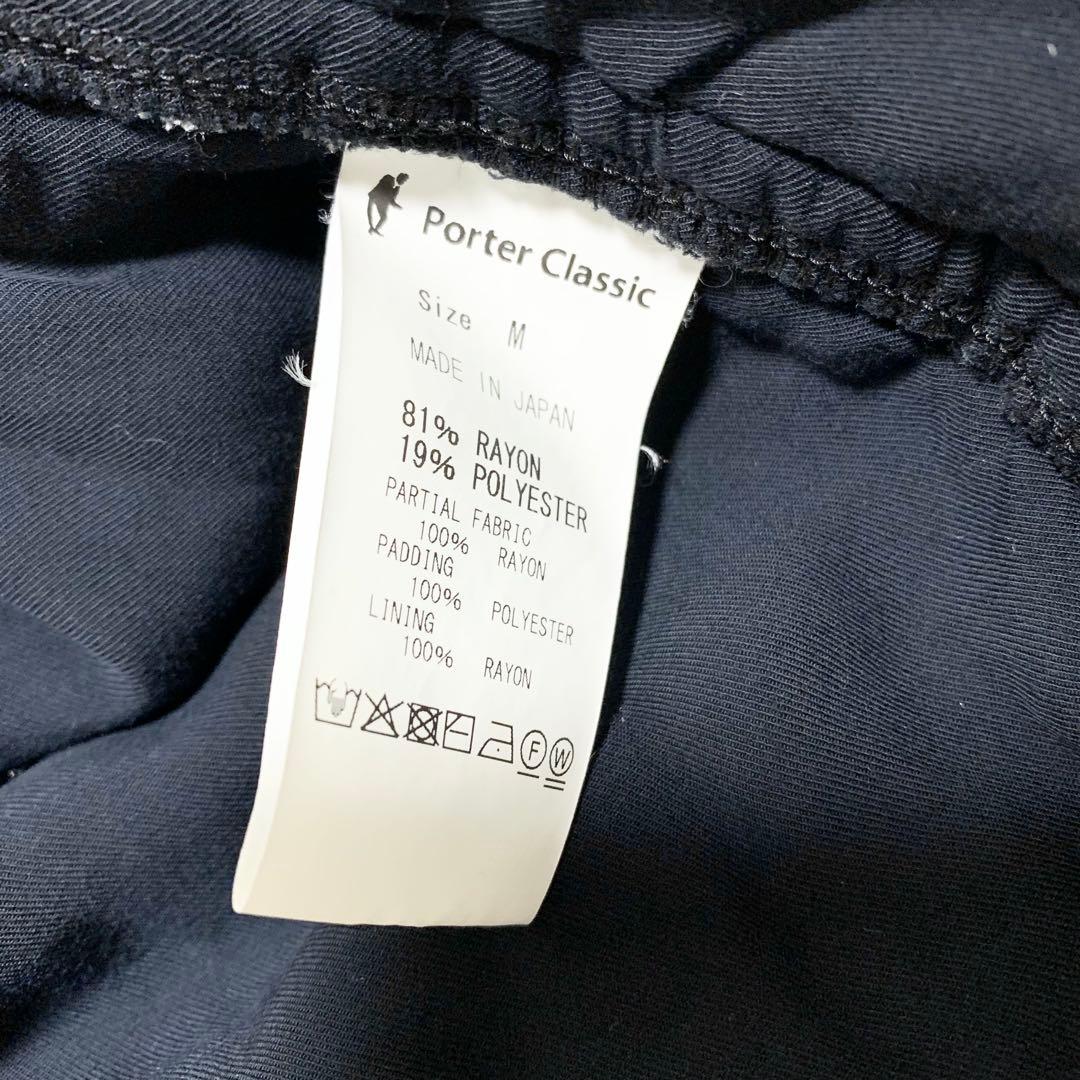 Porter Classic
Size M
MADE IN JAPAN
81% RAYON
19% POLYESTER
PARTIAL FABRIC
100% RAYON
PADDING
100% POLYESTER
LINING
100% RAYON
F W